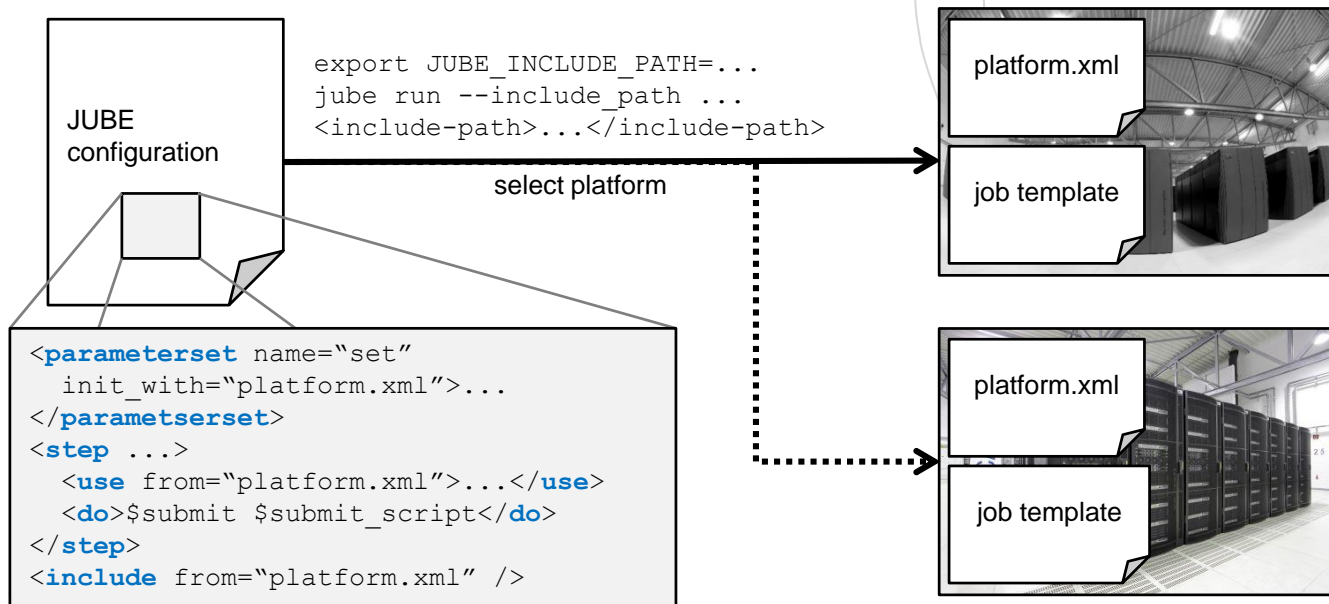 JUBE
configuration
export JUBE_INCLUDE_PATH=...
jube run --include_path ...
<include-path>...</include-path>
select platform
platform.xml
job template
<parameterset name=“set”
  init_with=“platform.xml”>...
</parametserset>
<step ...>
  <use from=“platform.xml”>...</use>
  <do>$submit $submit_script</do>
</step>
<include from=“platform.xml” />
platform.xml
job template